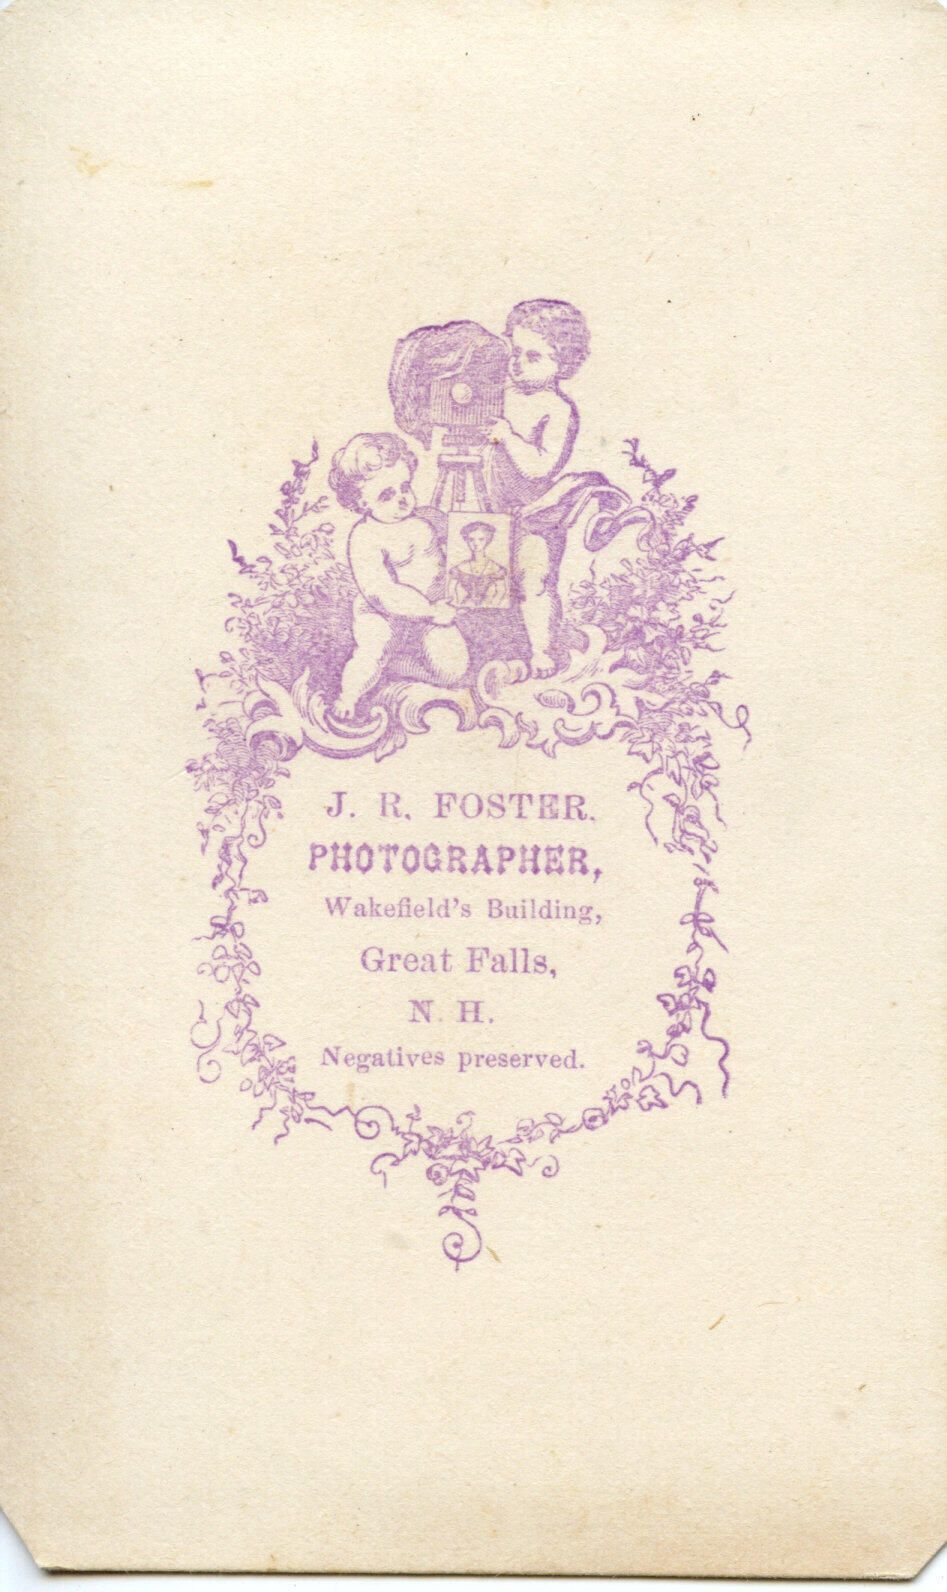 J. R. FOSTER.
PHOTOGRAPHER,
Wakefield's Building,
Great Falls,
N. H.
Negatives preserved.